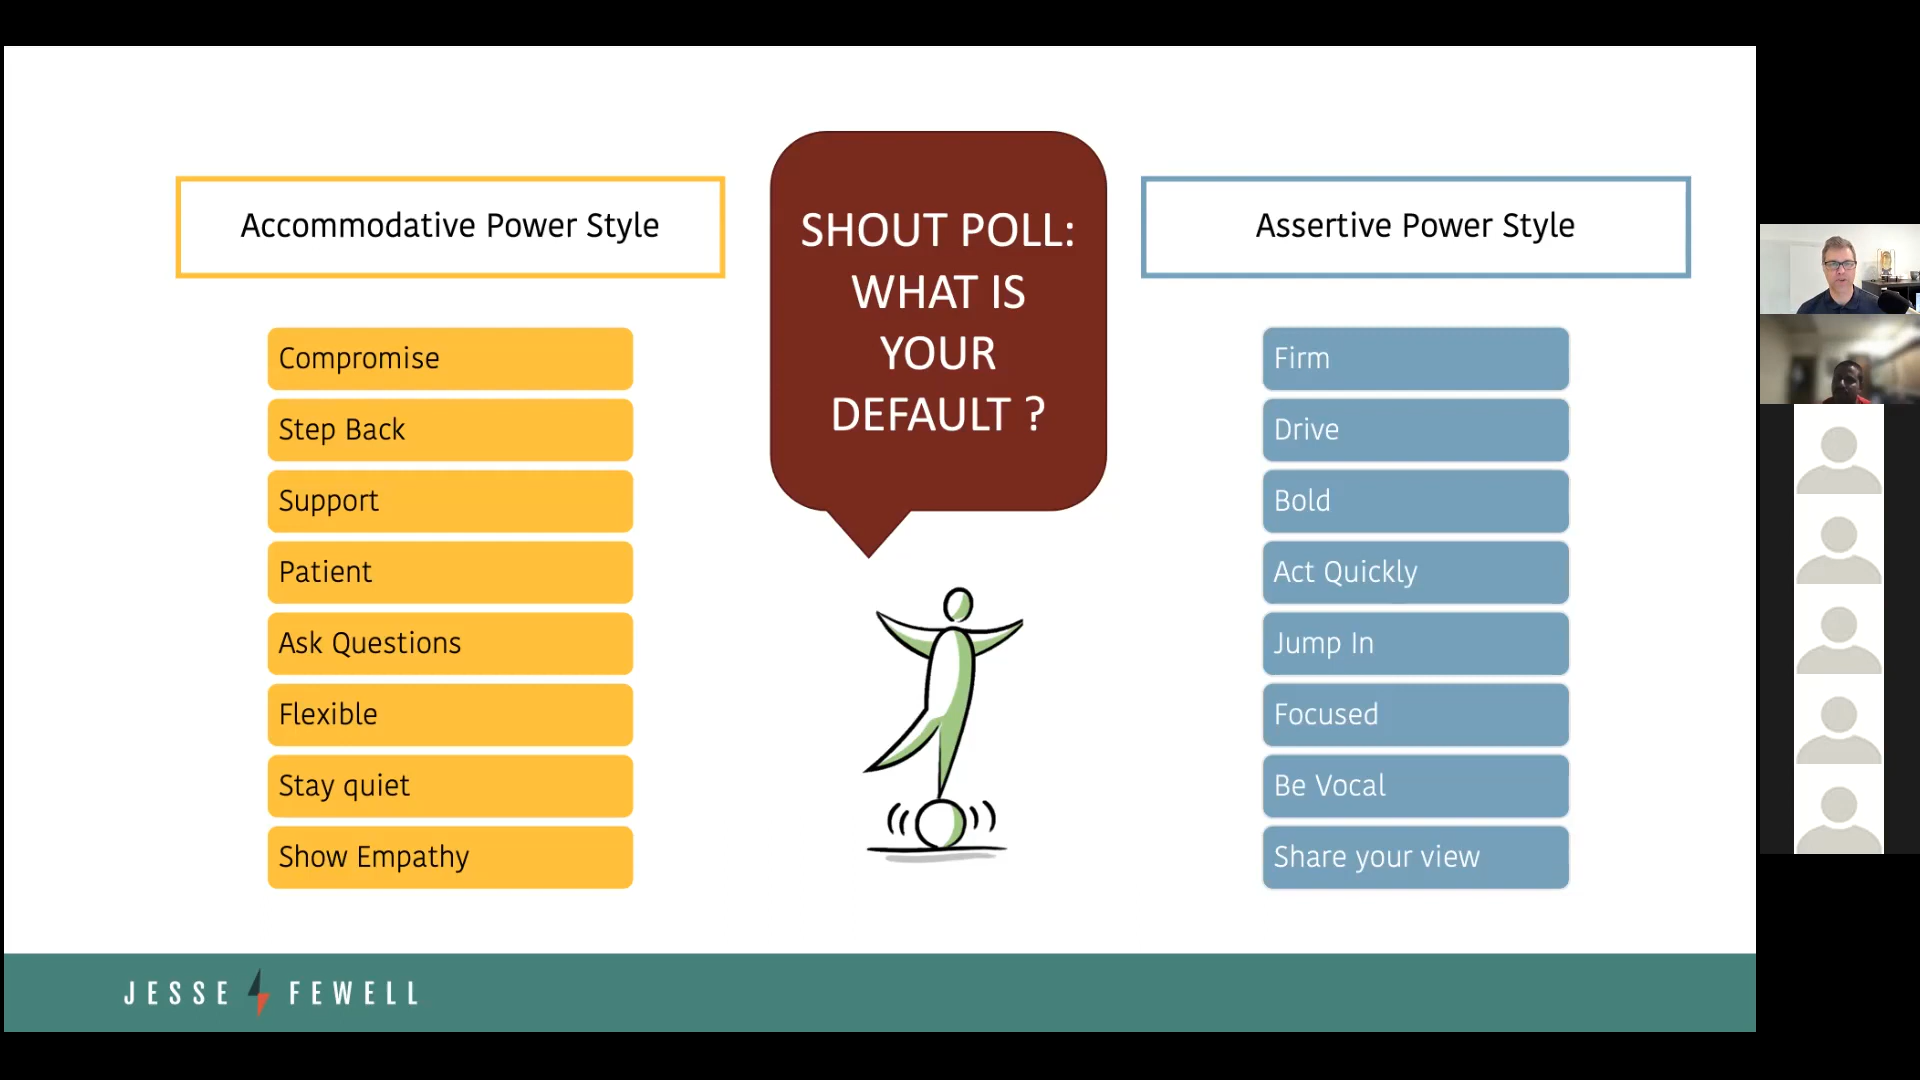 Accommodative Power Style
Compromise
Step Back
Support
Patient
Ask Questions
Flexible
Stay quiet
Show Empathy
SHOUT POLL:
WHAT IS
YOUR
DEFAULT ?
Assertive Power Style
Firm
Drive
Bold
Act Quickly
Jump In
Focused
Be Vocal
Share your view
JESSE FEWELL